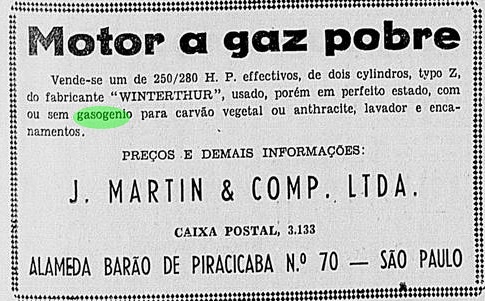 Motor a gaz pobre
Vende-se um de 250/280 H. P. effectivos, de dois cylindros, typo Z,
do fabricante "WINTERTHUR", usado, porém em perfeito estado, com
ou sem gasogenio para carvão vegetal ou anthracite, lavador e enca-
namentos.
PREÇOS E DEMAIS INFORMAÇÕES:
J. MARTIN & COMP. LTDA.
CAIXA POSTAL, 3.133
ALAMEDA BARÃO DE PIRACICABA N.º 70 — SÃO PAULO